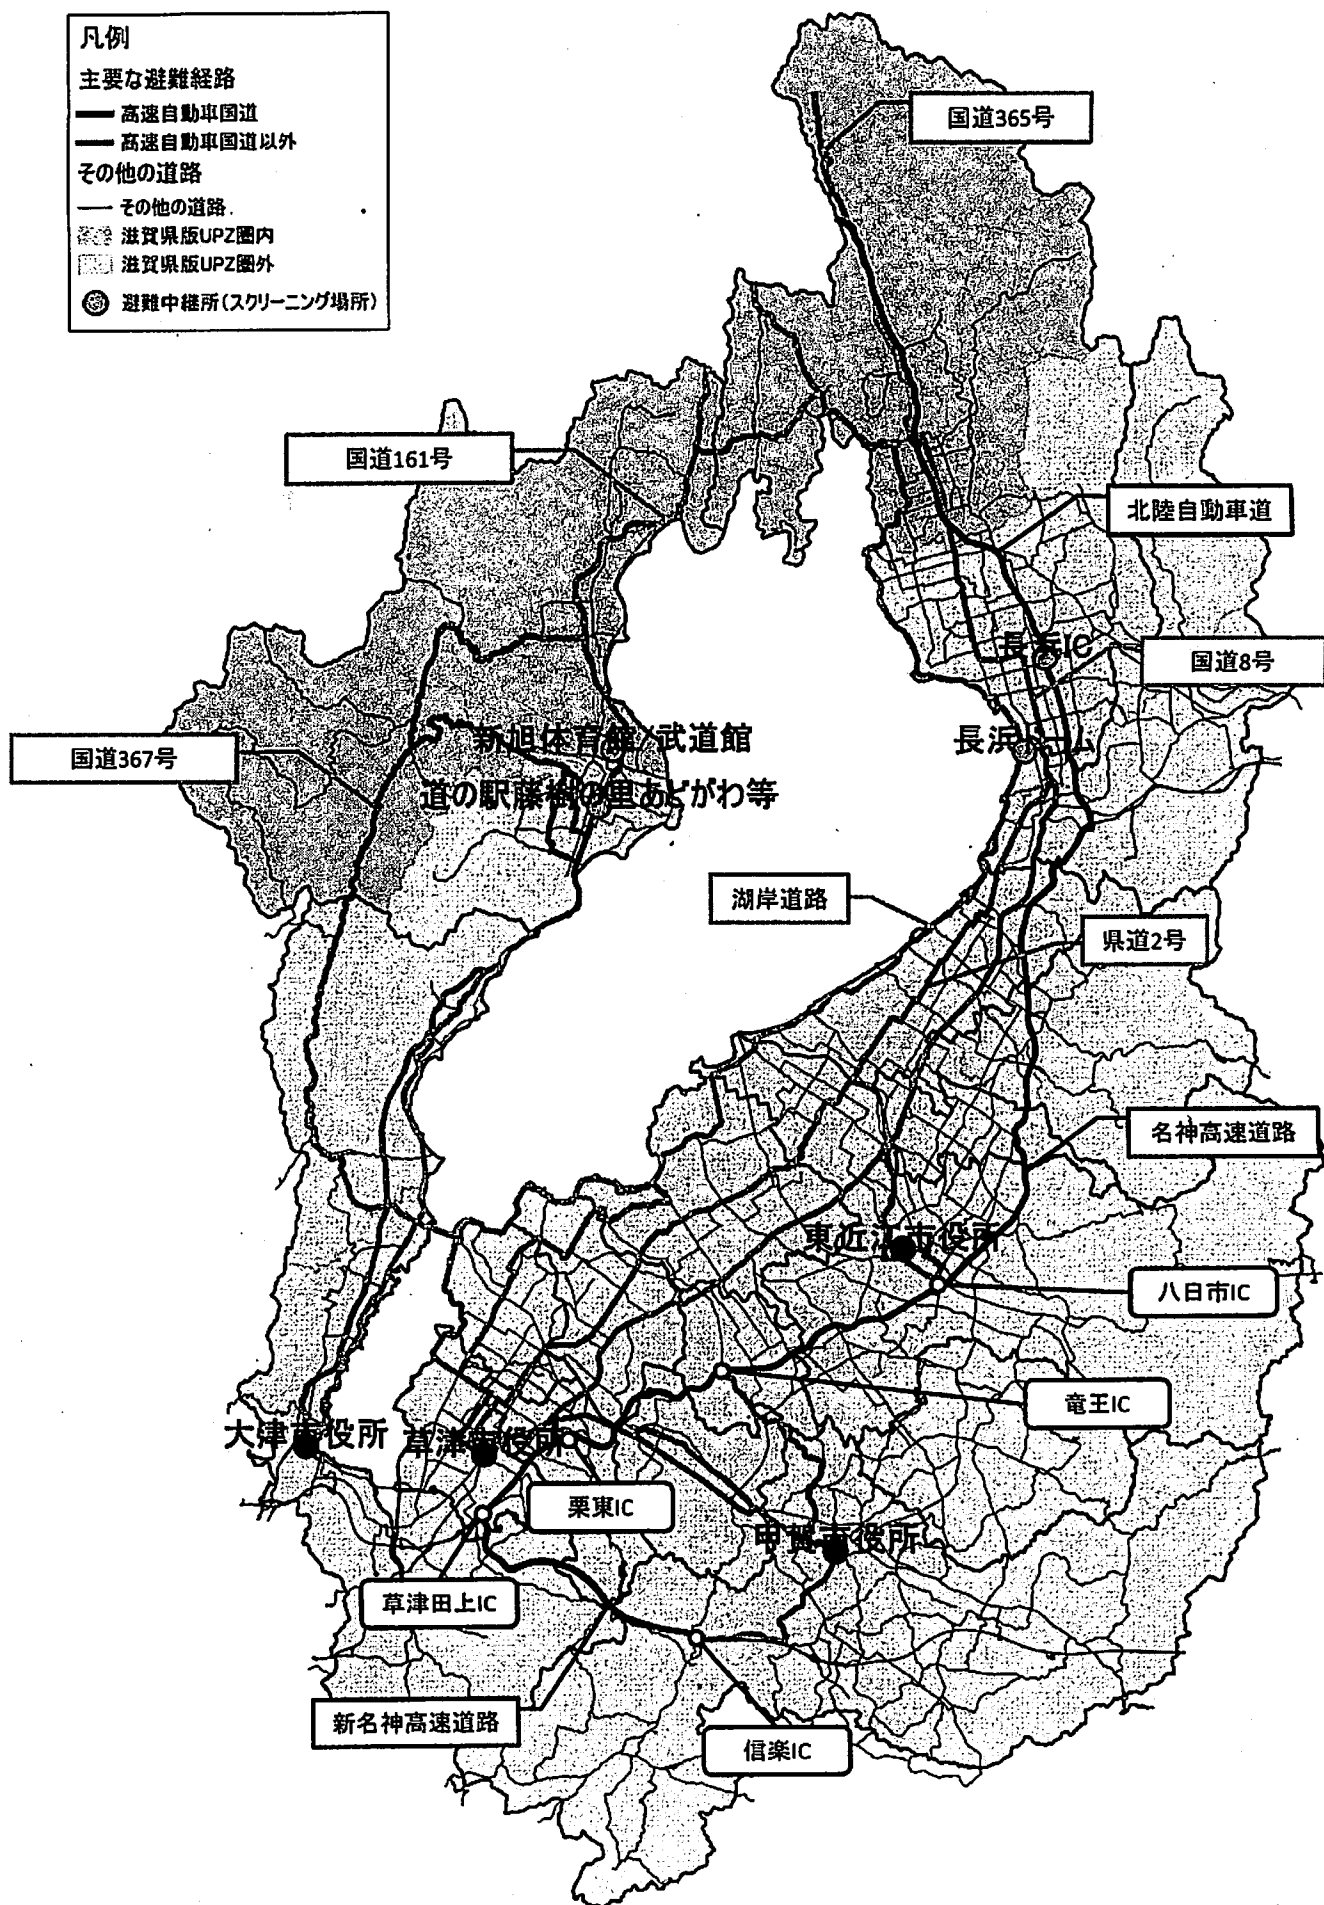 凡例
主要な避難経路
高速自動車国道
高速自動車国道以外
その他の道路
その他の道路
滋賀県版UPZ圏内
滋賀県版UPZ圏外
避難中継所(スクリーニング場所)
国道365号
国道161号
北陸自動車道
長浜IC
国道8号
新旭体育館/武道館
長浜ドーム
国道367号
道の駅藤樹の里あどがわ等
湖岸道路
県道2号
名神高速道路
東近江市役所
八日市IC
竜王IC
大津市役所
草津市役所
栗東IC
甲賀市役所
草津田上IC
新名神高速道路
信楽IC